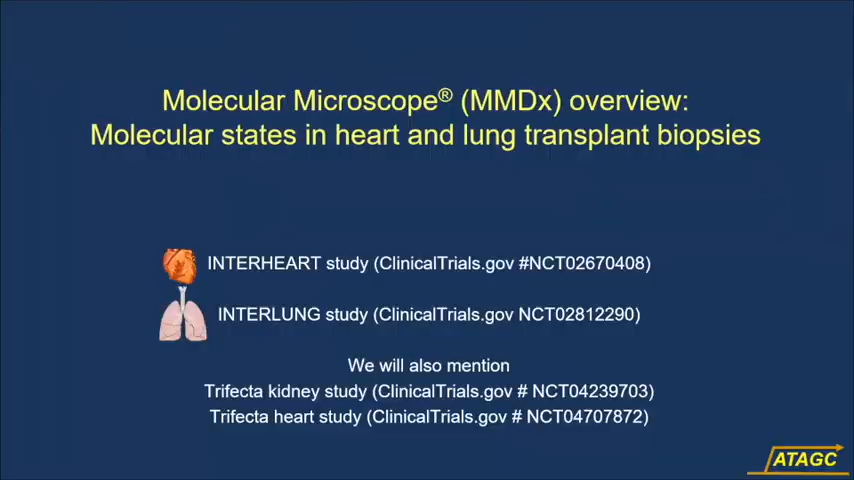 Molecular Microscope® (MMDx) overview:
Molecular states in heart and lung transplant biopsies
INTERHEART study (ClinicalTrials.gov #NCT02670408)
INTERLUNG study (ClinicalTrials.gov NCT02812290)
We will also mention
Trifecta kidney study (ClinicalTrials.gov # NCT04239703)
Trifecta heart study (ClinicalTrials.gov # NCT04707872)
ATAGC